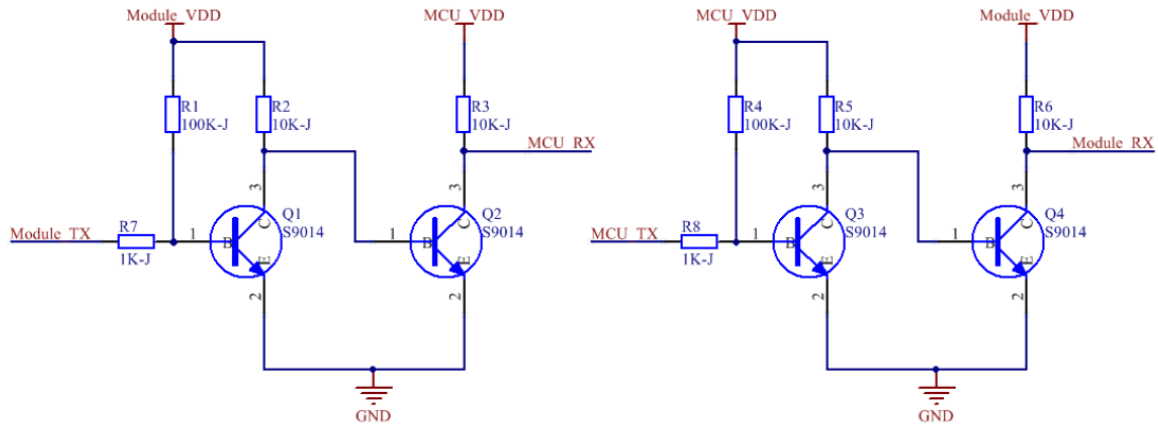 Module_VDD
MCU_VDD
MCU_VDD
Module_VDD
R1
100K-J
R2
10K-J
R3
10K-J
R4
100K-J
R5
10K-J
R6
10K-J
MCU_RX
Module_RX
3
3
3
3
C
C
C
C
Q1
S9014
Q2
S9014
Q3
S9014
Q4
S9014
Module_TX
R7
1K-J
1
B
1
B
MCU_TX
R8
1K-J
1
B
1
B
E
E
E
E
2
2
2
2
GND
GND